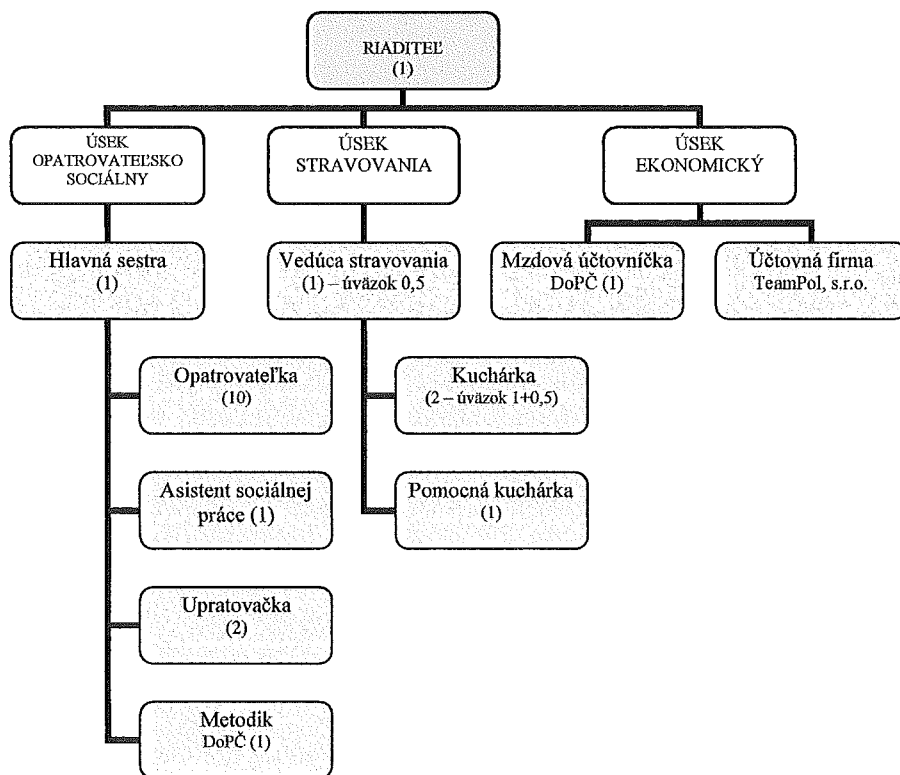 RIADITEĽ
(1)
ÚSEK
OPATROVATEĽSKO
SOCIÁLNY
ÚSEK
STRAVOVANIA
ÚSEK
EKONOMICKÝ
Hlavná sestra
(1)
Vedúca stravovania
(1) – úväzok 0,5
Mzdová účtovníčka
DoPČ (1)
Účtovná firma
TeamPol, s.r.o.
Opatrovateľka
(10)
Kuchárka
(2 – úväzok 1+0,5)
Asistent sociálnej
práce (1)
Pomocná kuchárka
(1)
Upratovačka
(2)
Metodik
DoPČ (1)